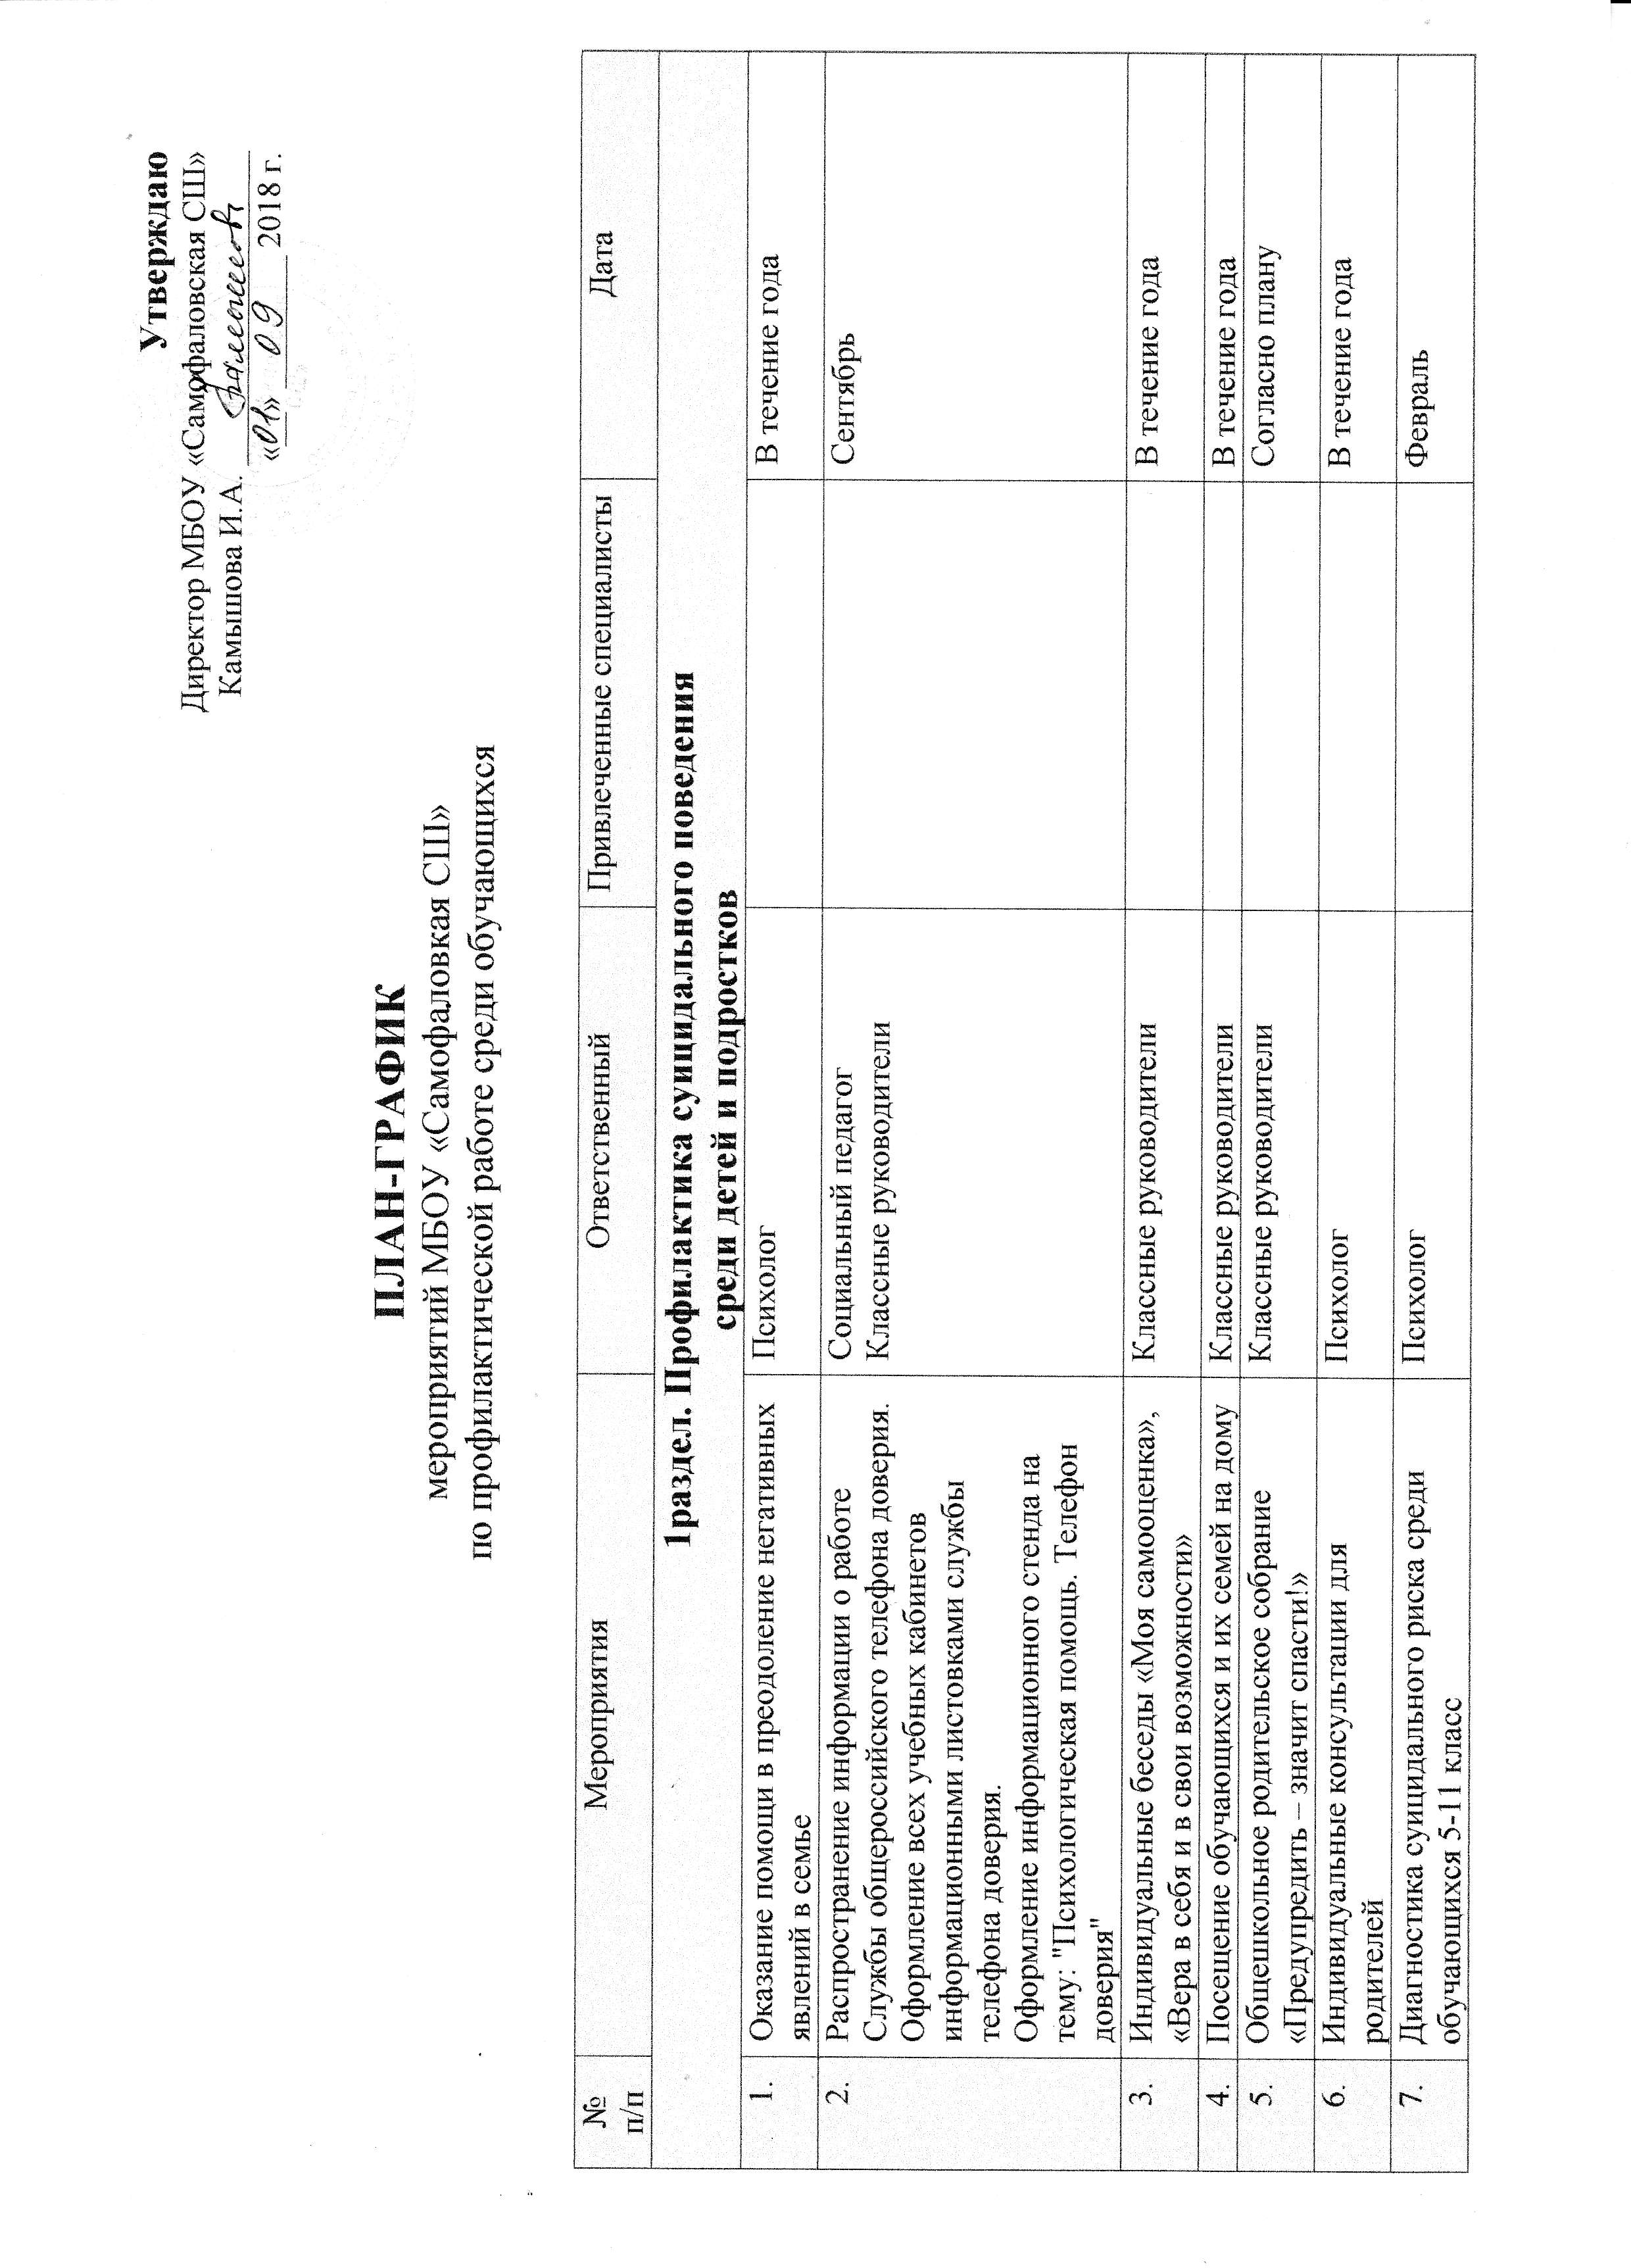 Утверждаю
Директор МБОУ «Самофаловская СШ»
Камышова И.А.
«01» 09 2018 г.
ПЛАН-ГРАФИК
мероприятий МБОУ «Самофаловкая СШ»
по профилактической работе среди обучающихся
№ п/п Мероприятия Ответственный Привлеченные специалисты Дата
1раздел. Профилактика суицидального поведения
среди детей и подростков
1. Оказание помощи в преодоление негативных Психолог В течение года
явлений в семье
2. Распространение информации о работе Социальный педагог Сентябрь
Службы общероссийского телефона доверия. Классные руководители
Оформление всех учебных кабинетов
информационными листовками службы
телефона доверия.
Оформление информационного стенда на
тему: "Психологическая помощь. Телефон
доверия"
3. Индивидуальные беседы «Моя самооценка», Классные руководители В течение года
«Вера в себя и в свои возможности»
4. Посещение обучающихся и их семей на дому Классные руководители В течение года
5. Общешкольное родительское собрание Классные руководители Согласно плану
«Предупредить – значит спасти!»
6. Индивидуальные консультации для Психолог В течение года
родителей
7. Диагностика суицидального риска среди Психолог Февраль
обучающихся 5-11 класс